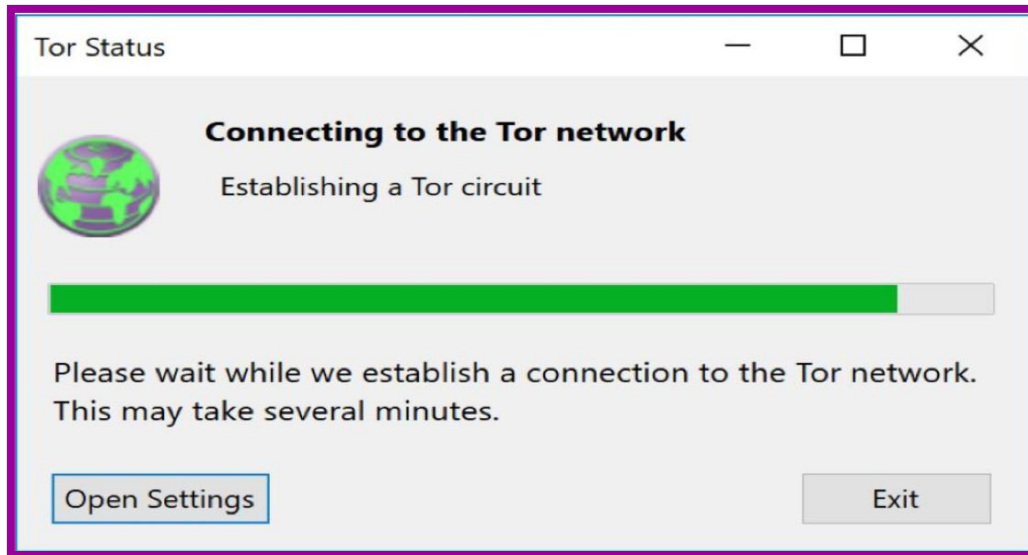 Tor Status
Connecting to the Tor network
Establishing a Tor circuit
Please wait while we establish a connection to the Tor network.
This may take several minutes.
Open Settings
Exit